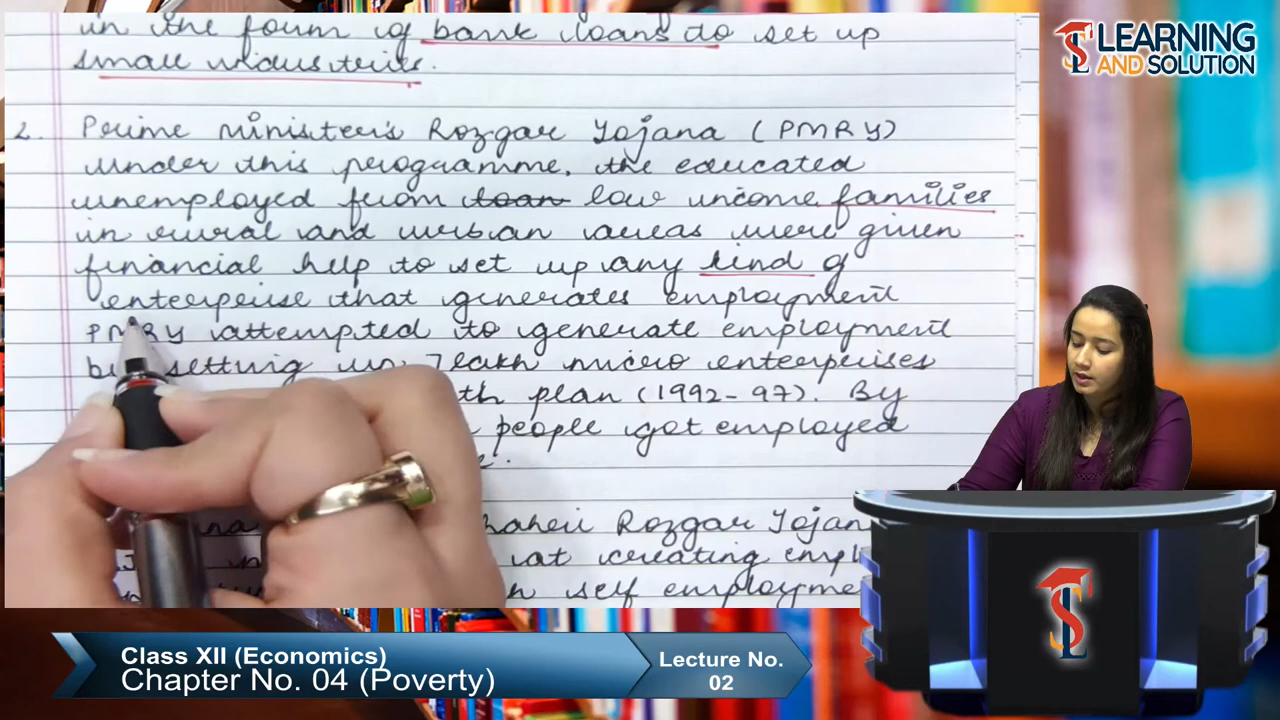 in the form of bank loans to set up
small industries.
2. Prime Minister's Rozgar Yojana (PMRY)
under this programme, the educated
unemployed from loan low income families
in rural and urban areas were given
financial help to set up any kind of
enterprise that generates employment
PMRY attempted to generate employment
by setting up 7 lakh micro enterprises
th plan (1992-97). By
people got employed
Rozgar Yojan
at creating empl
self employme
LEARNING
AND SOLUTION
Class XII (Economics)
Chapter No. 04 (Poverty)
Lecture No.
02